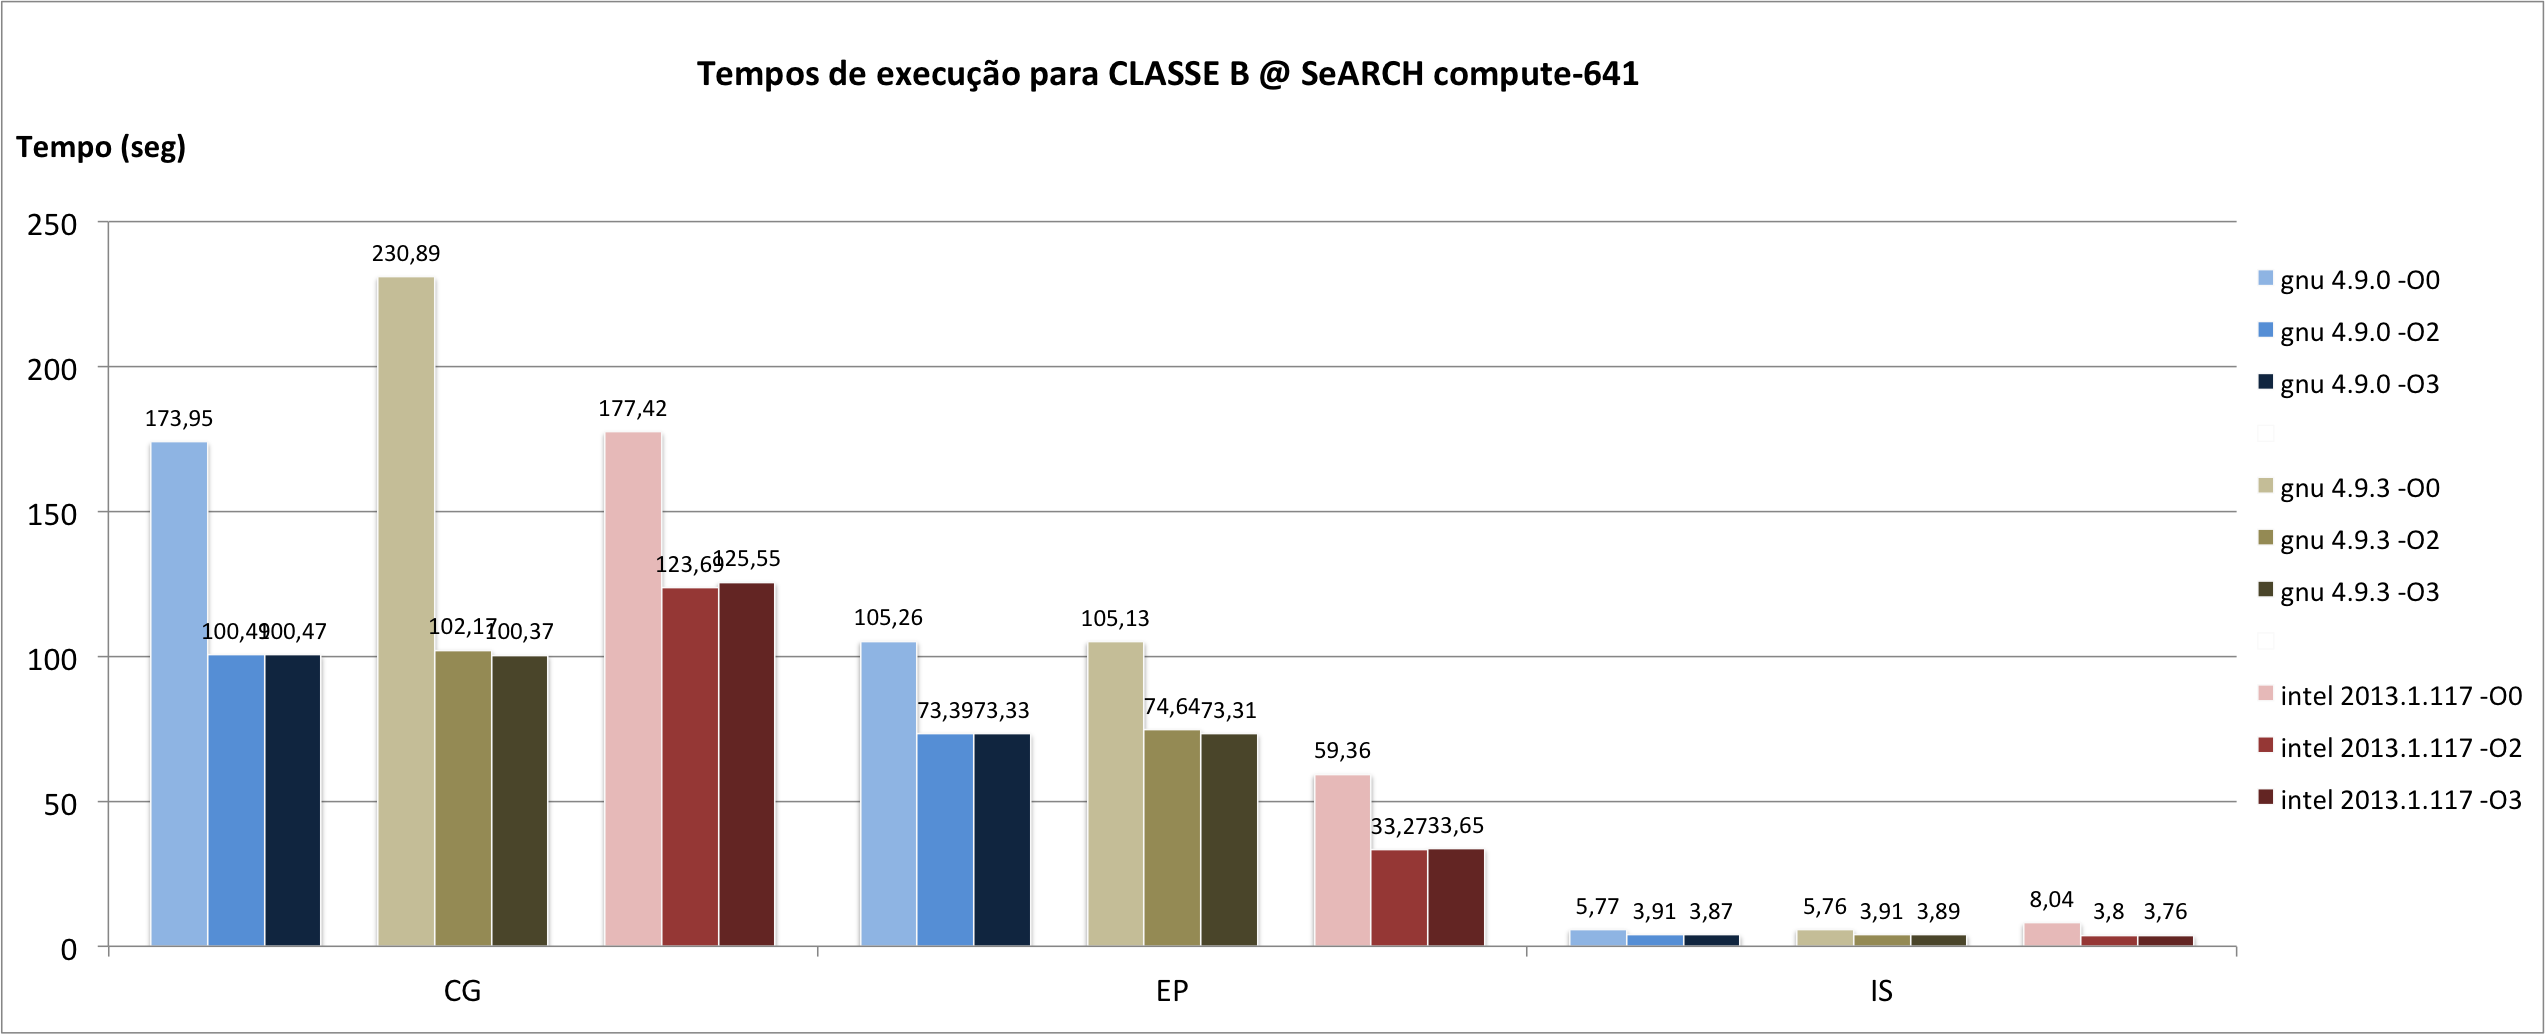 Tempos de execução para CLASSE B @ SeARCH compute-641
Tempo (seg)
250
200
150
100
50
0
173,95
100,49
100,47
230,89
102,17
100,37
177,42
123,69
125,55
105,26
73,39
73,33
105,13
74,64
73,31
59,36
33,27
33,65
5,77
3,91
3,87
5,76
3,91
3,89
8,04
3,8
3,76
CG
EP
IS
gnu 4.9.0 -O0
gnu 4.9.0 -O2
gnu 4.9.0 -O3
gnu 4.9.3 -O0
gnu 4.9.3 -O2
gnu 4.9.3 -O3
intel 2013.1.117 -O0
intel 2013.1.117 -O2
intel 2013.1.117 -O3